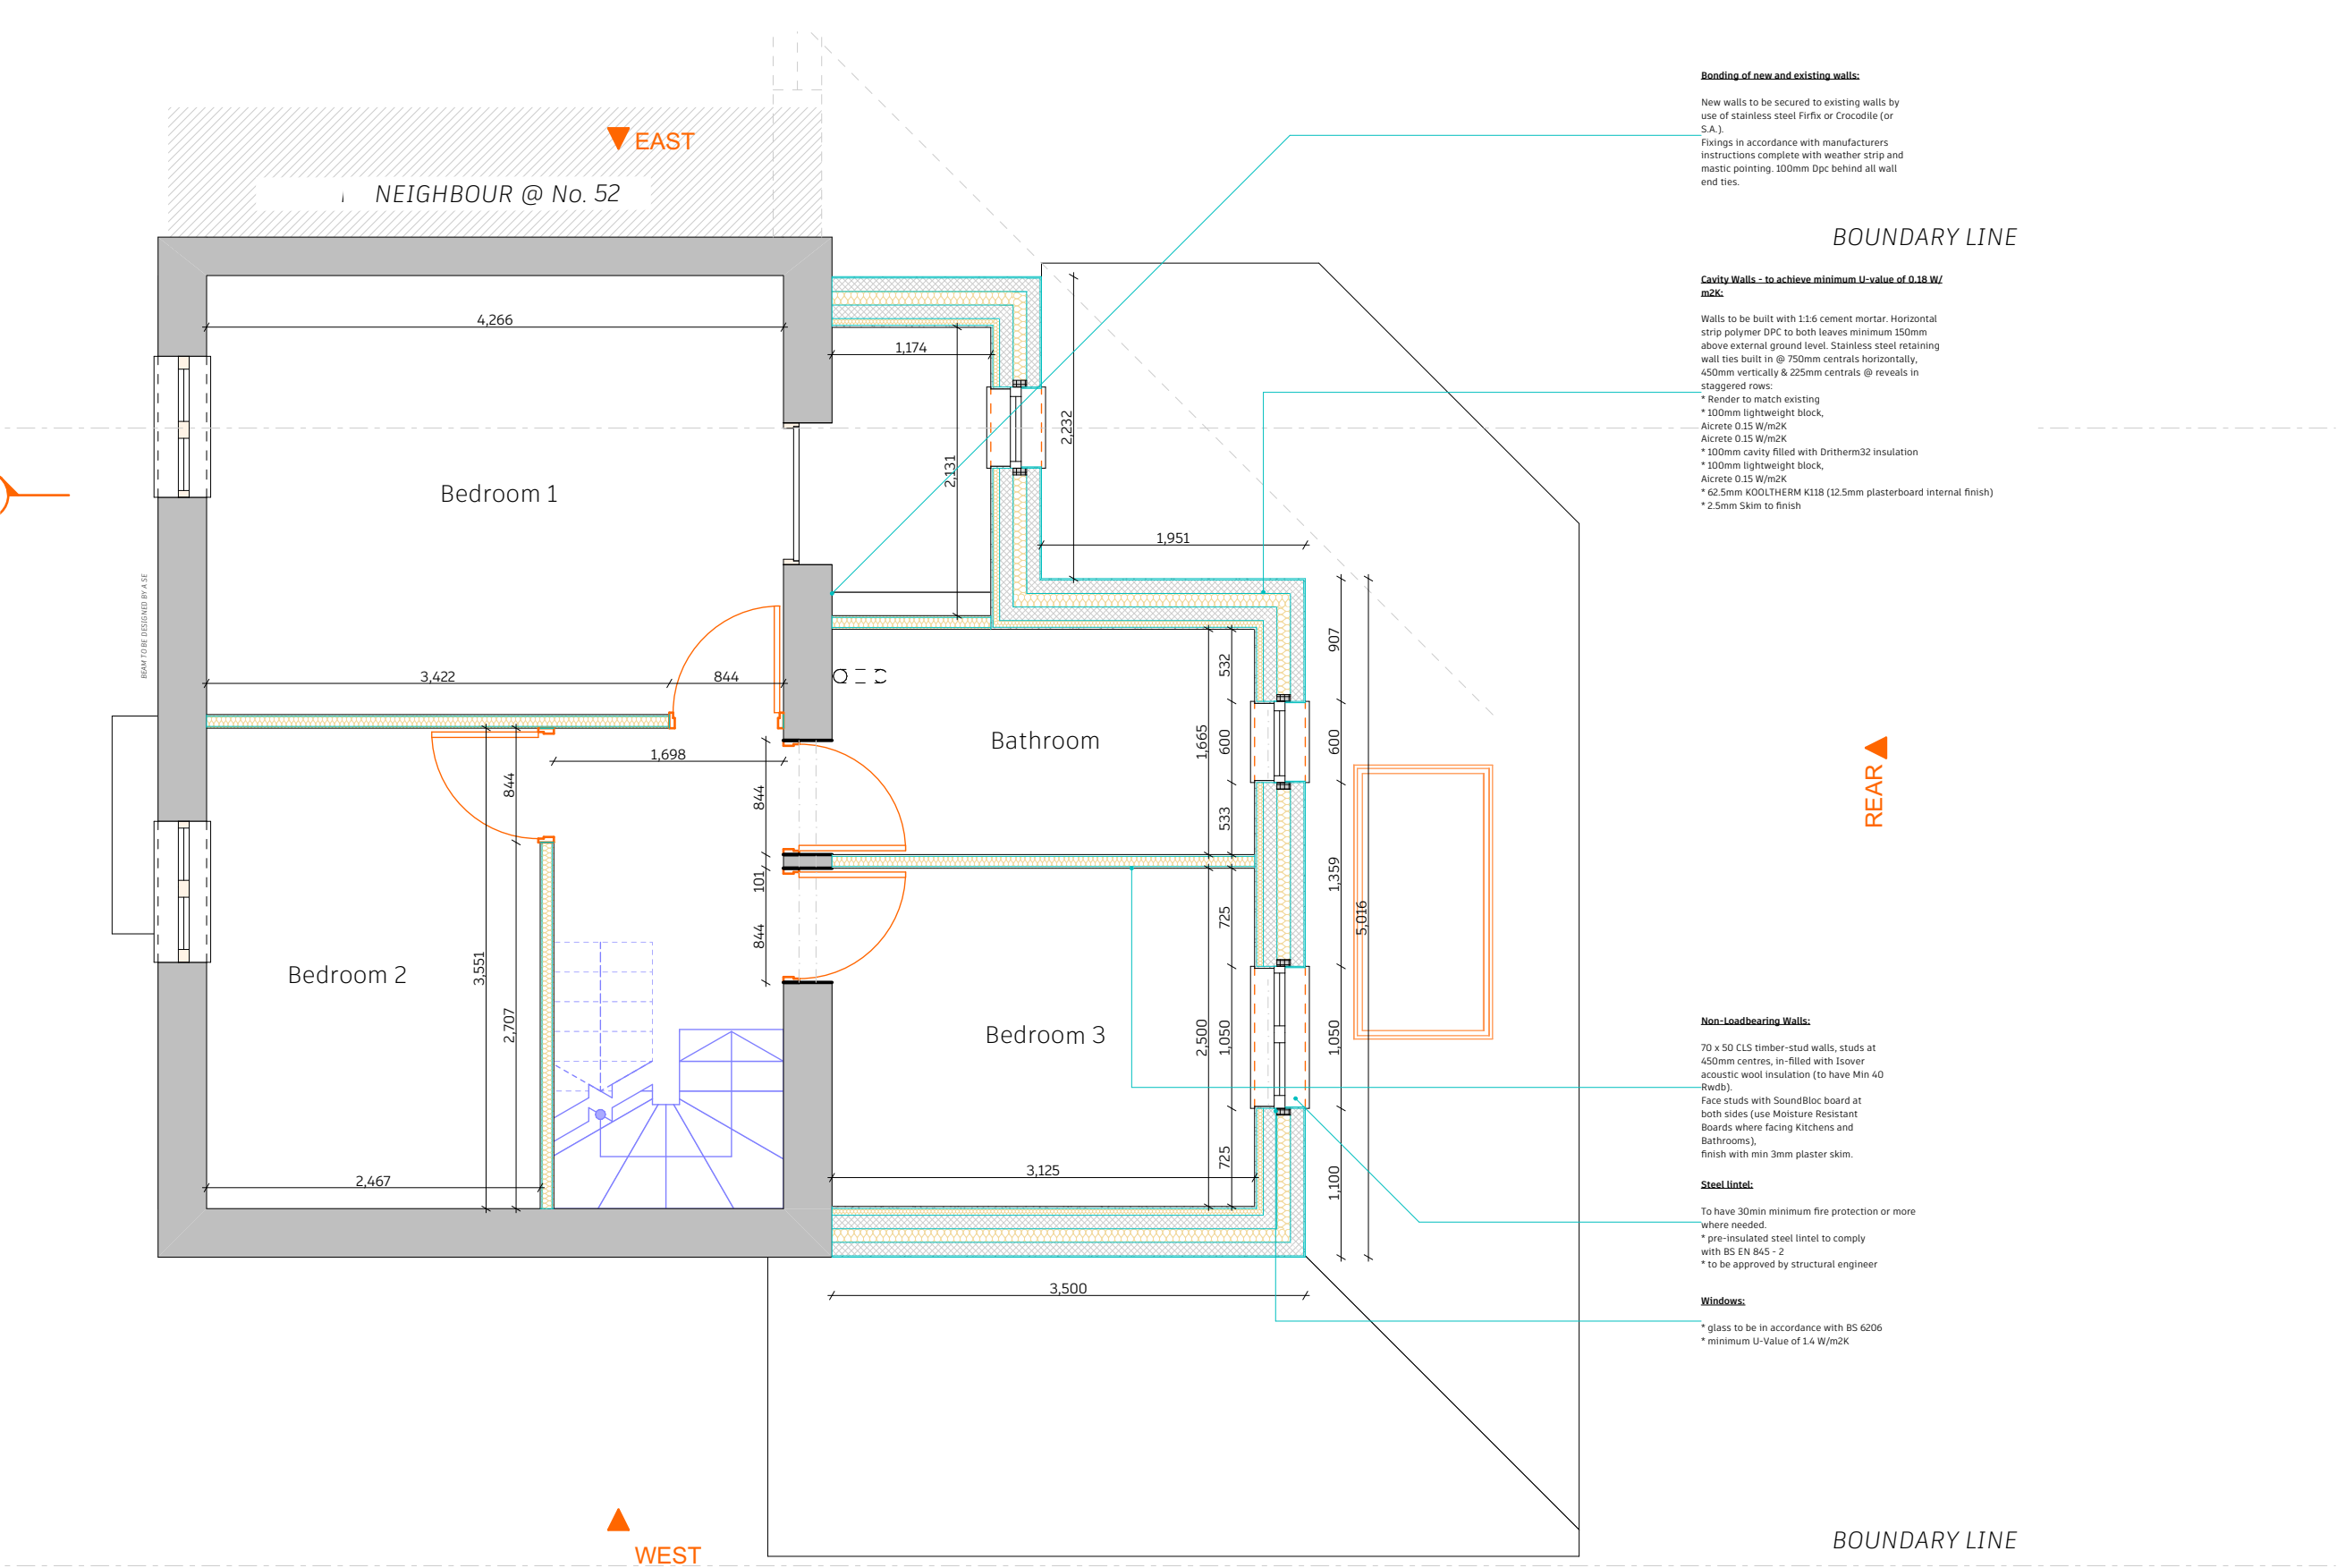 EAST
NEIGHBOUR @ No. 52
4,266
1,174
2,131
2,232
1,951
Bedroom 1
BEAM TO BE DESIGNED BY A SE
3,422
844
1,698
844
844
101
844
Bathroom
1,665
532
600
533
907
600
1,359
5,016
1,050
1,100
Bedroom 2
3,551
2,707
2,467
Bedroom 3
2,500
725
1,050
725
3,125
3,500
WEST
REAR
Bonding of new and existing walls:
New walls to be secured to existing walls by
use of stainless steel Firfix or Crocodile (or
S.A.).
Fixings in accordance with manufacturers
instructions complete with weather strip and
mastic pointing. 100mm Dpc behind all wall
end ties.
BOUNDARY LINE
Cavity Walls - to achieve minimum U-value of 0.18 W/
m2K:
Walls to be built with 1:1:6 cement mortar. Horizontal
strip polymer DPC to both leaves minimum 150mm
above external ground level. Stainless steel retaining
wall ties built in @ 750mm centrals horizontally,
450mm vertically & 225mm centrals @ reveals in
staggered rows:
* Render to match existing
* 100mm lightweight block,
Aicrete 0.15 W/m2K
Aicrete 0.15 W/m2K
* 100mm cavity filled with Dritherm32 insulation
* 100mm lightweight block,
Aicrete 0.15 W/m2K
* 62.5mm KOOLTHERM K118 (12.5mm plasterboard internal finish)
* 2.5mm Skim to finish
Non-Loadbearing Walls:
70 x 50 CLS timber-stud walls, studs at
450mm centres, in-filled with Isover
acoustic wool insulation (to have Min 40
Rwdb).
Face studs with SoundBloc board at
both sides (use Moisture Resistant
Boards where facing Kitchens and
Bathrooms),
finish with min 3mm plaster skim.
Steel lintel:
To have 30min minimum fire protection or more
where needed.
* pre-insulated steel lintel to comply
with BS EN 845 - 2
* to be approved by structural engineer
Windows:
* glass to be in accordance with BS 6206
* minimum U-Value of 1.4 W/m2K
BOUNDARY LINE